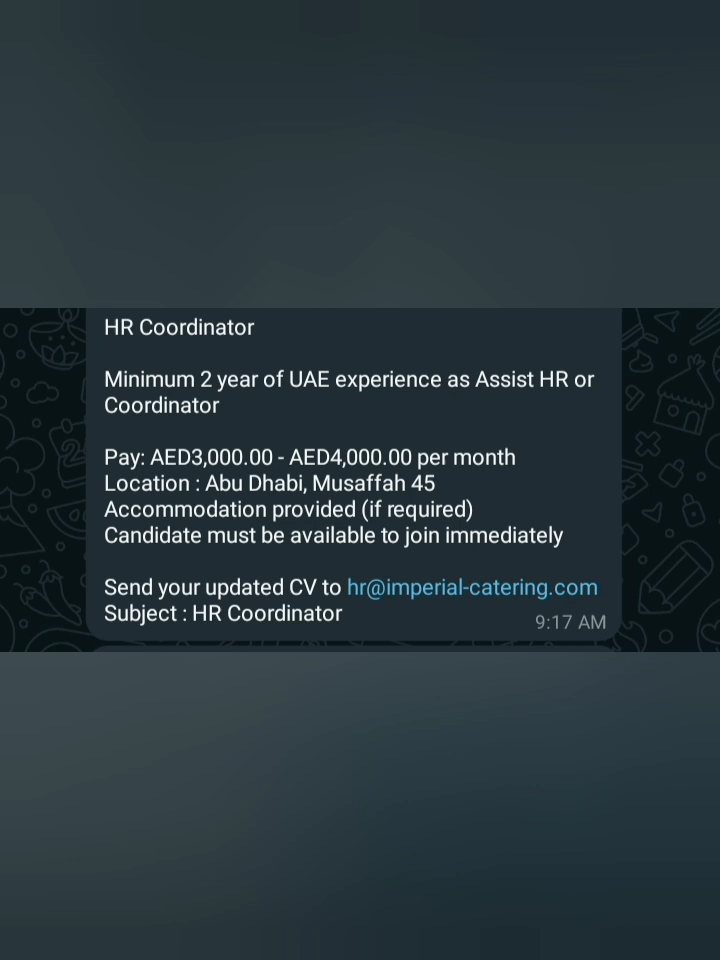 HR Coordinator
Minimum 2 year of UAE experience as Assist HR or
Coordinator
Pay: AED3,000.00 - AED4,000.00 per month
Location : Abu Dhabi, Musaffah 45
Accommodation provided (if required)
Candidate must be available to join immediately
Send your updated CV to hr@imperial-catering.com
Subject : HR Coordinator
9:17 AM